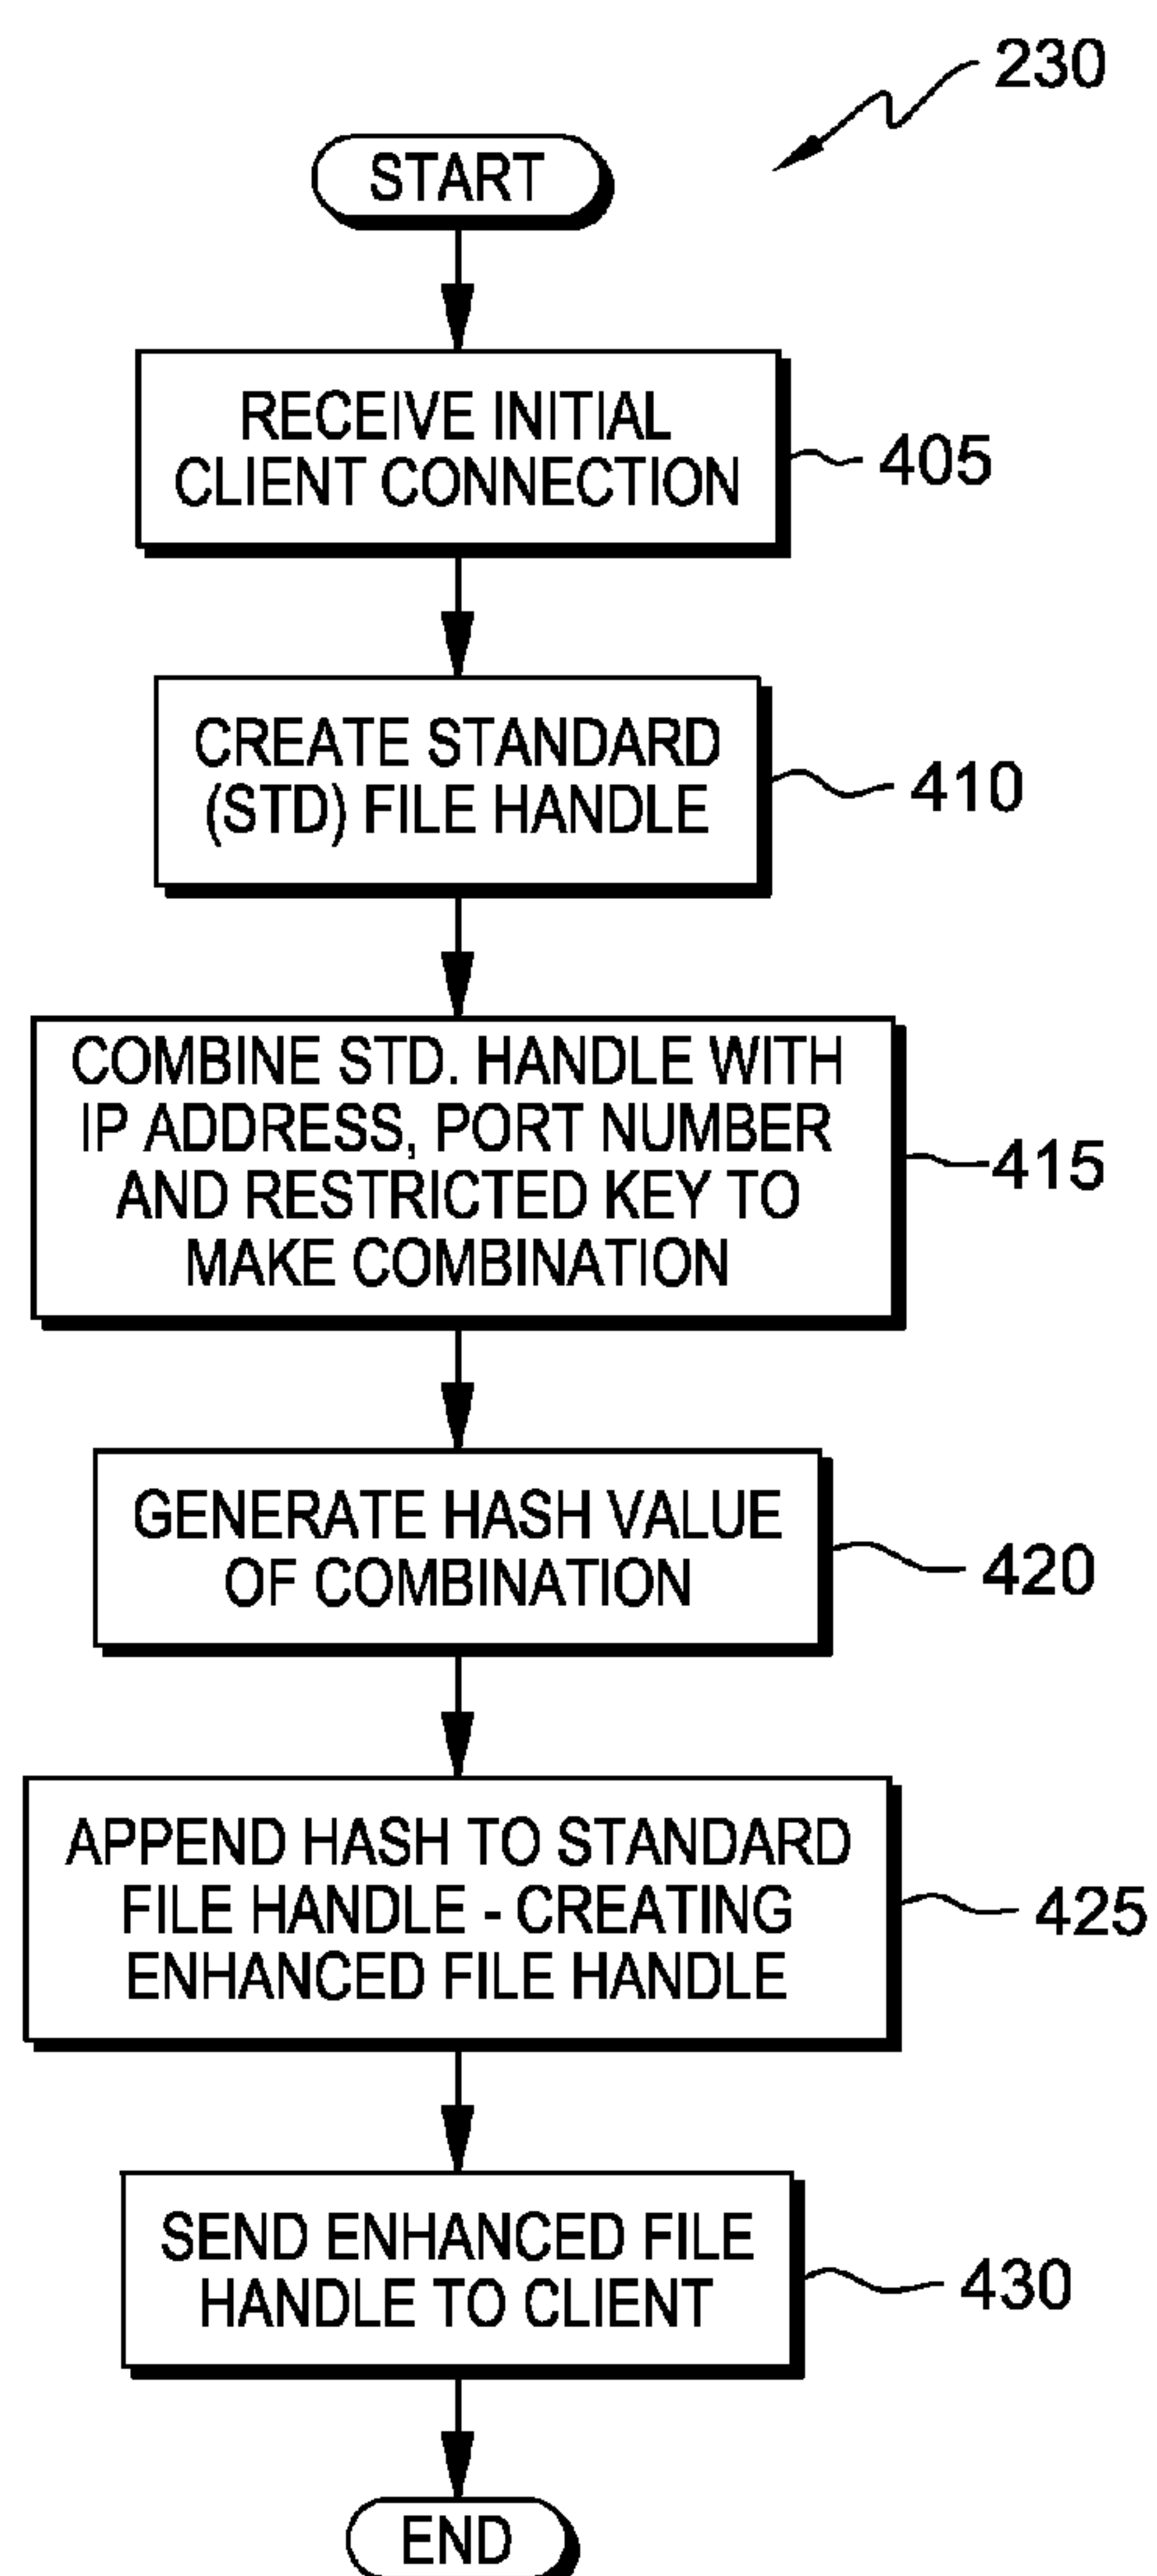 230
START
RECEIVE INITIAL
CLIENT CONNECTION
405
CREATE STANDARD
(STD) FILE HANDLE
410
COMBINE STD. HANDLE WITH
IP ADDRESS, PORT NUMBER
AND RESTRICTED KEY TO
MAKE COMBINATION
415
GENERATE HASH VALUE
OF COMBINATION
420
APPEND HASH TO STANDARD
FILE HANDLE - CREATING
ENHANCED FILE HANDLE
425
SEND ENHANCED FILE
HANDLE TO CLIENT
430
END